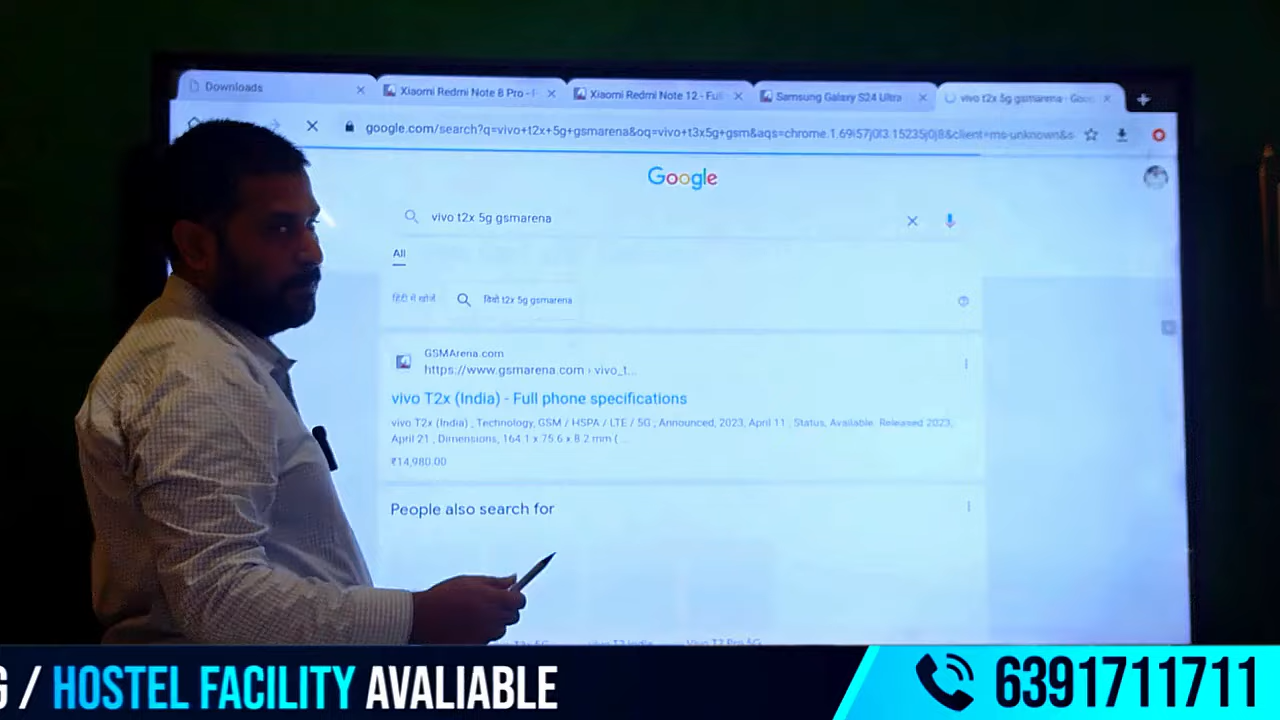 Downloads
Xiaomi Redmi Note 8 Pro - F
Xiaomi Redmi Note 12 - Full
Samsung Galaxy S24 Ultra
vivo t2x 5g gsmarena - Goo
google.com/search?q=vivo+t2x+5g+gsmarena&oq=vivo+t3x5g+gsm&aqs=chrome.1.69i57j0l3.15235j0j8&client=ms-unknown&s
Google
vivo t2x 5g gsmarena
All
हिंदी में खोजें
विवो t2x 5g gsmarena
GSMArena.com
https://www.gsmarena.com › vivo_t...
vivo T2x (India) - Full phone specifications
vivo T2x (India) , Technology, GSM / HSPA / LTE / 5G , Announced, 2023, April 11 , Status, Available. Released 2023,
April 21 , Dimensions, 164.1 x 75.6 x 8.2 mm ( ...
₹14,980.00
People also search for
Vivo T2 Pro 5G
G / HOSTEL FACILITY AVALIABLE
6391711711